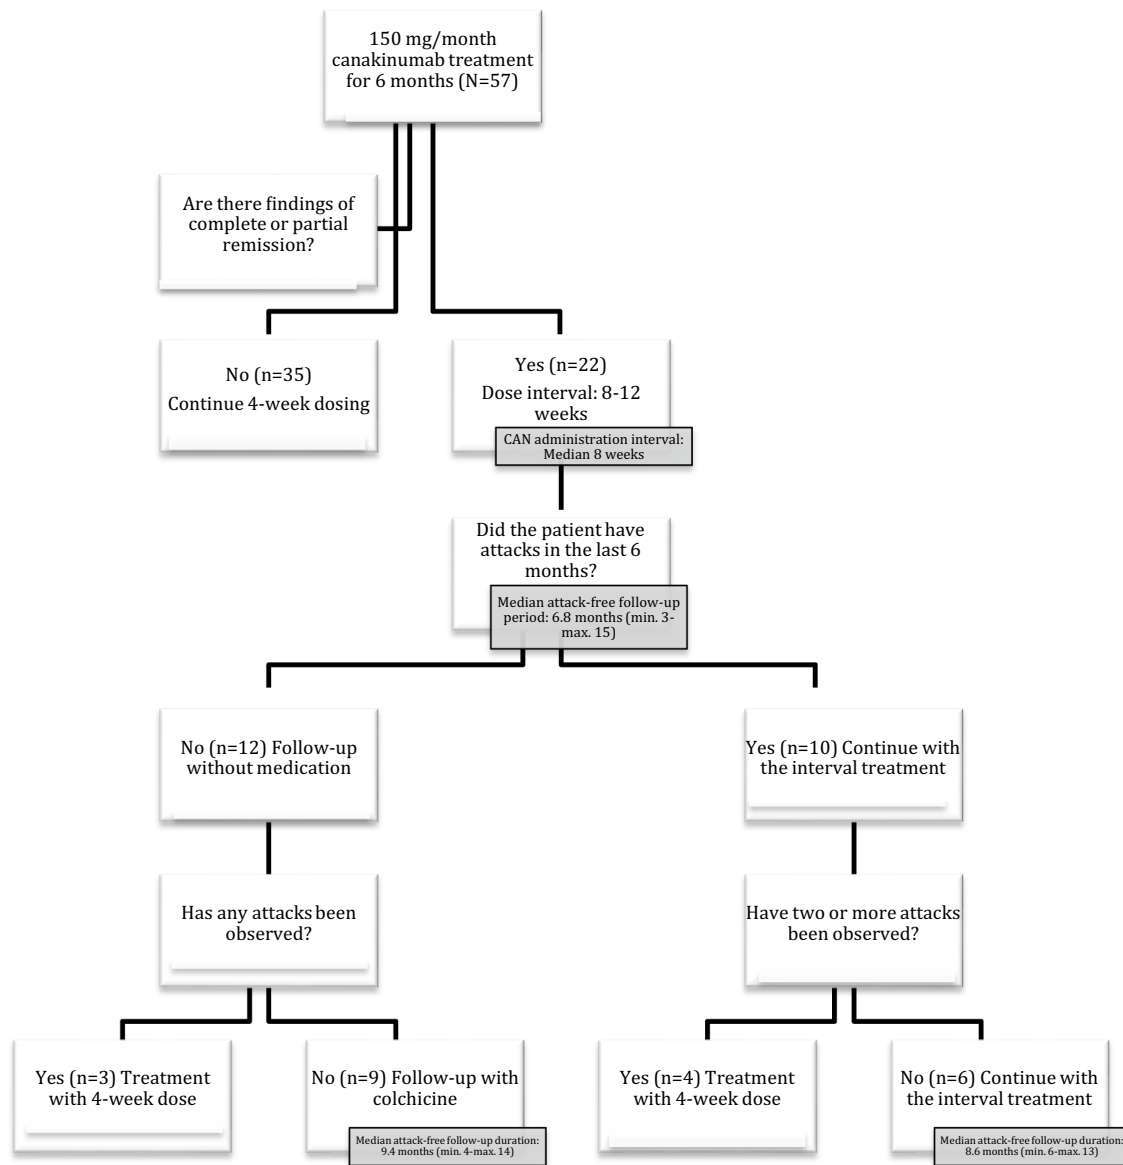 150 mg/month
canakinumab treatment
for 6 months (N=57)
Are there findings of
complete or partial
remission?
No (n=35)
Continue 4-week dosing
Yes (n=22)
Dose interval: 8-12
weeks
CAN administration interval:
Median 8 weeks
Did the patient have
attacks in the last 6
months?
Median attack-free follow-up
period: 6.8 months (min. 3-
max. 15)
No (n=12) Follow-up
without medication
Yes (n=10) Continue with
the interval treatment
Has any attacks been
observed?
Have two or more attacks
been observed?
Yes (n=3) Treatment
with 4-week dose
No (n=9) Follow-up with
colchicine
Median attack-free follow-up duration:
9.4 months (min. 4-max. 14)
Yes (n=4) Treatment
with 4-week dose
No (n=6) Continue with
the interval treatment
Median attack-free follow-up duration:
8.6 months (min. 6-max. 13)